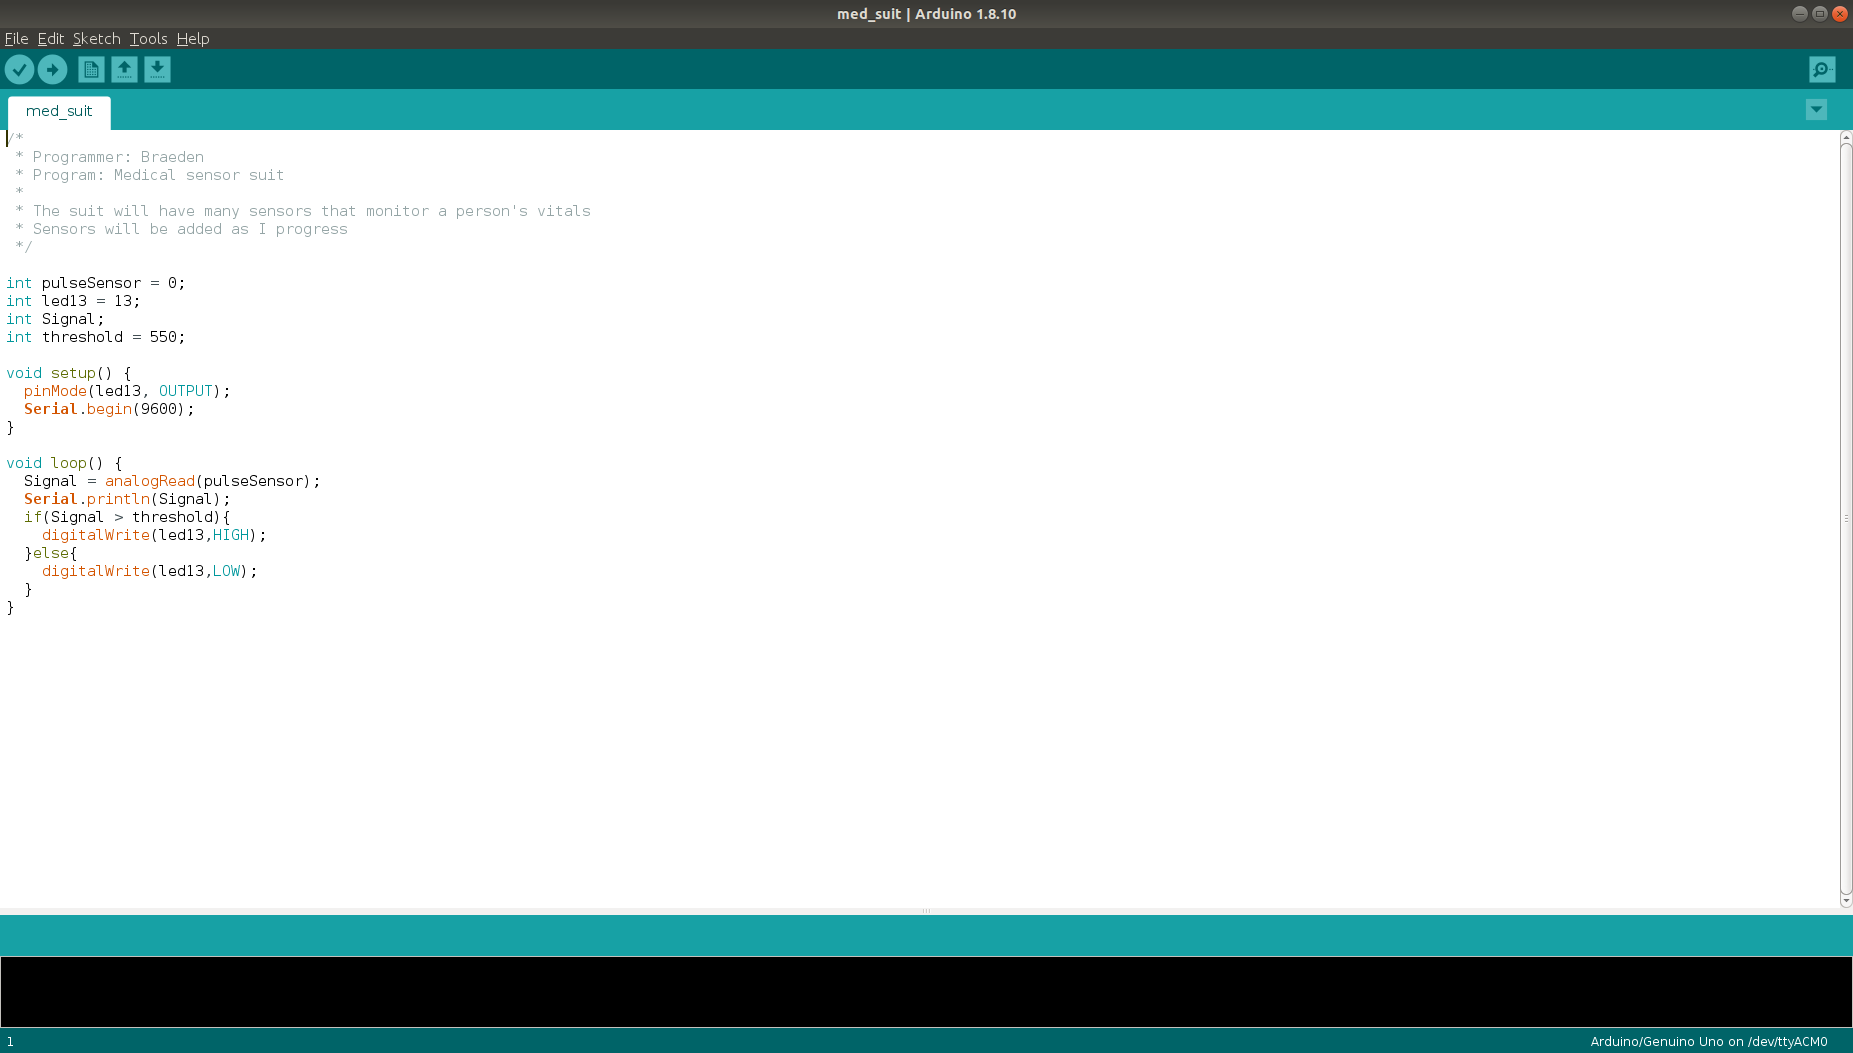 med_suit | Arduino 1.8.10
File Edit Sketch Tools Help
med_suit
/*
 * Programmer: Braeden
 * Program: Medical sensor suit
 *
 * The suit will have many sensors that monitor a person's vitals
 * Sensors will be added as I progress
 */

int pulseSensor = 0;
int led13 = 13;
int Signal;
int threshold = 550;

void setup() {
  pinMode(led13, OUTPUT);
  Serial.begin(9600);
}

void loop() {
  Signal = analogRead(pulseSensor);
  Serial.println(Signal);
  if(Signal > threshold){
    digitalWrite(led13,HIGH);
  }else{
    digitalWrite(led13,LOW);
  }
}
1
Arduino/Genuino Uno on /dev/ttyACM0